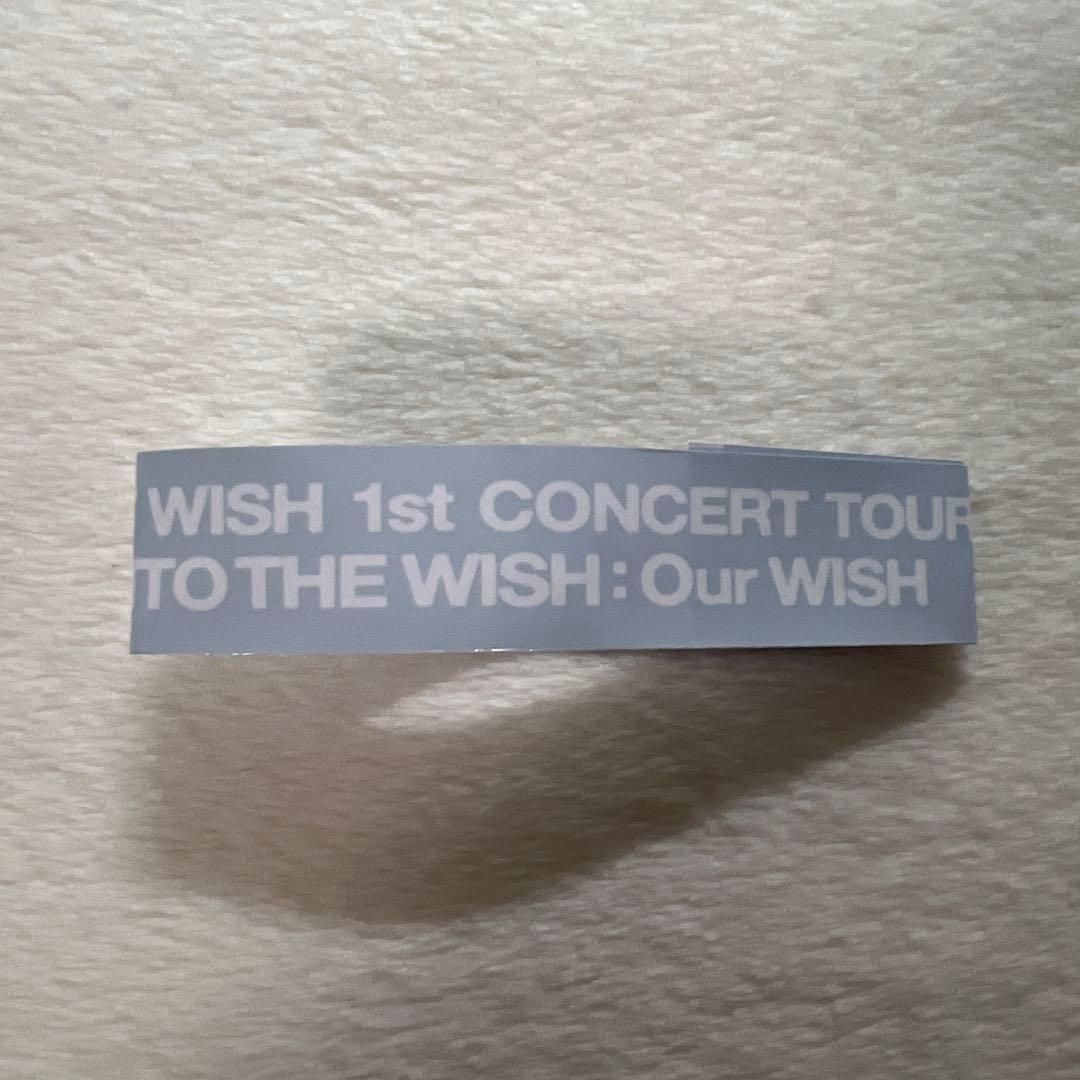 WISH 1st CONCERT TOUR
TO THE WISH : Our WISH